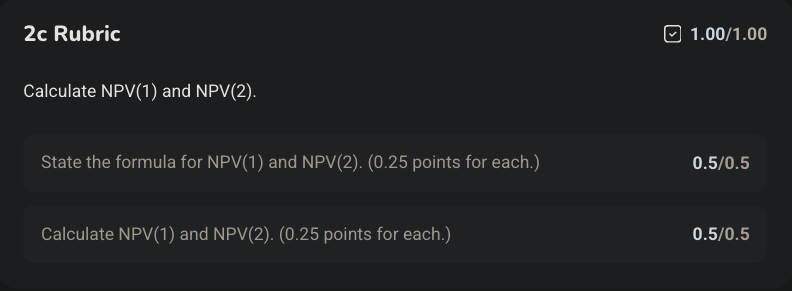 2c Rubric
1.00/1.00
Calculate NPV(1) and NPV(2).
State the formula for NPV(1) and NPV(2). (0.25 points for each.)
0.5/0.5
Calculate NPV(1) and NPV(2). (0.25 points for each.)
0.5/0.5